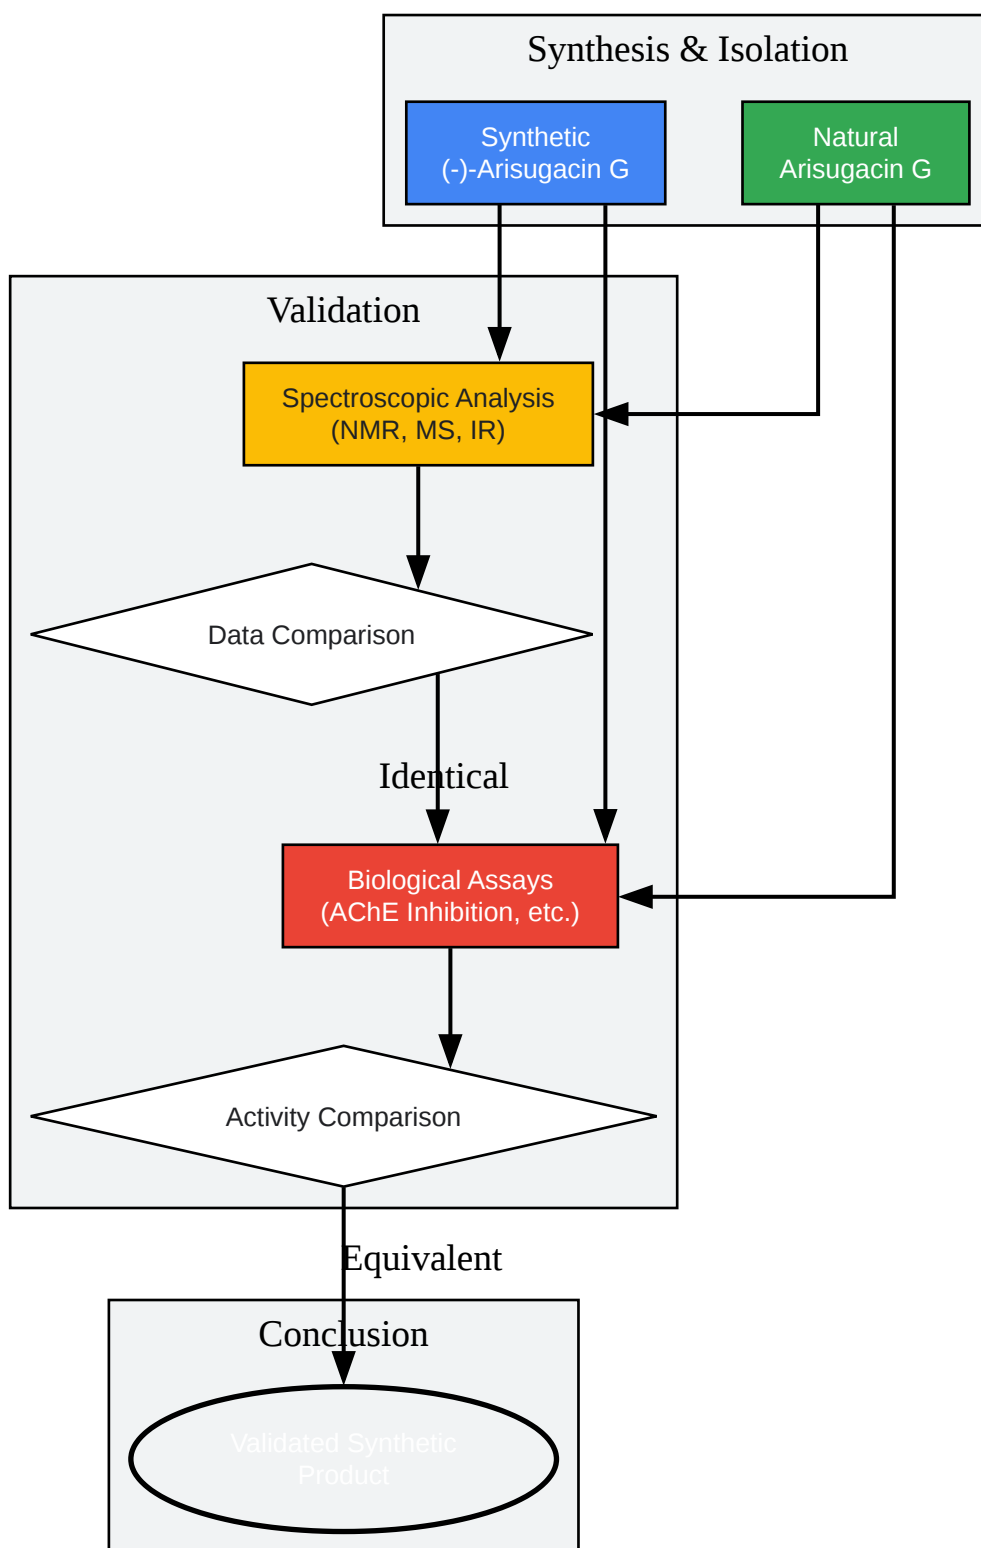 Synthesis & Isolation
Synthetic
(-)-Arisugacin G
Natural
Arisugacin G
Validation
Spectroscopic Analysis
(NMR, MS, IR)
Data Comparison
Identical
Biological Assays
(AChE Inhibition, etc.)
Activity Comparison
Equivalent
Conclusion
Validated Synthetic
Product